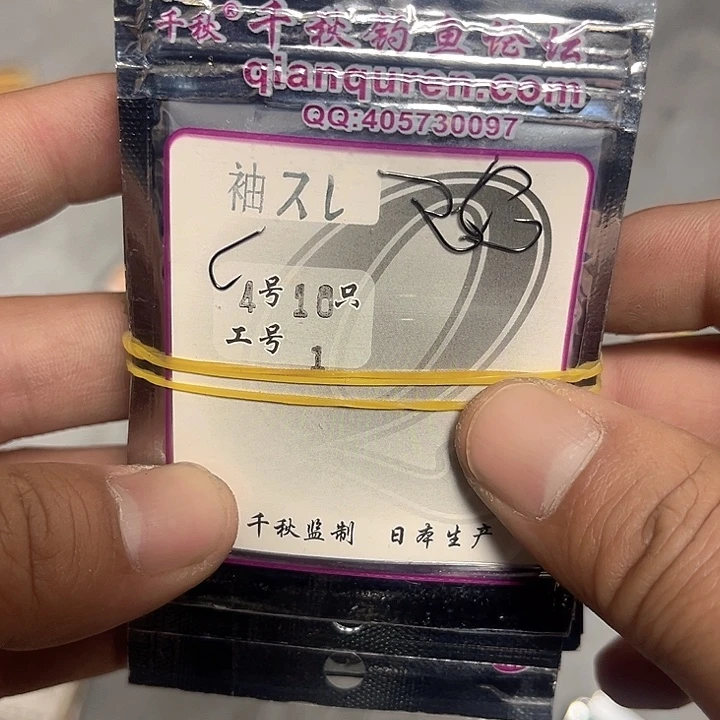 千秋® 千秋钓鱼论坛
qianquren.com
QQ:405730097
袖スレ
4号10只
工号 1
千秋监制 日本生产